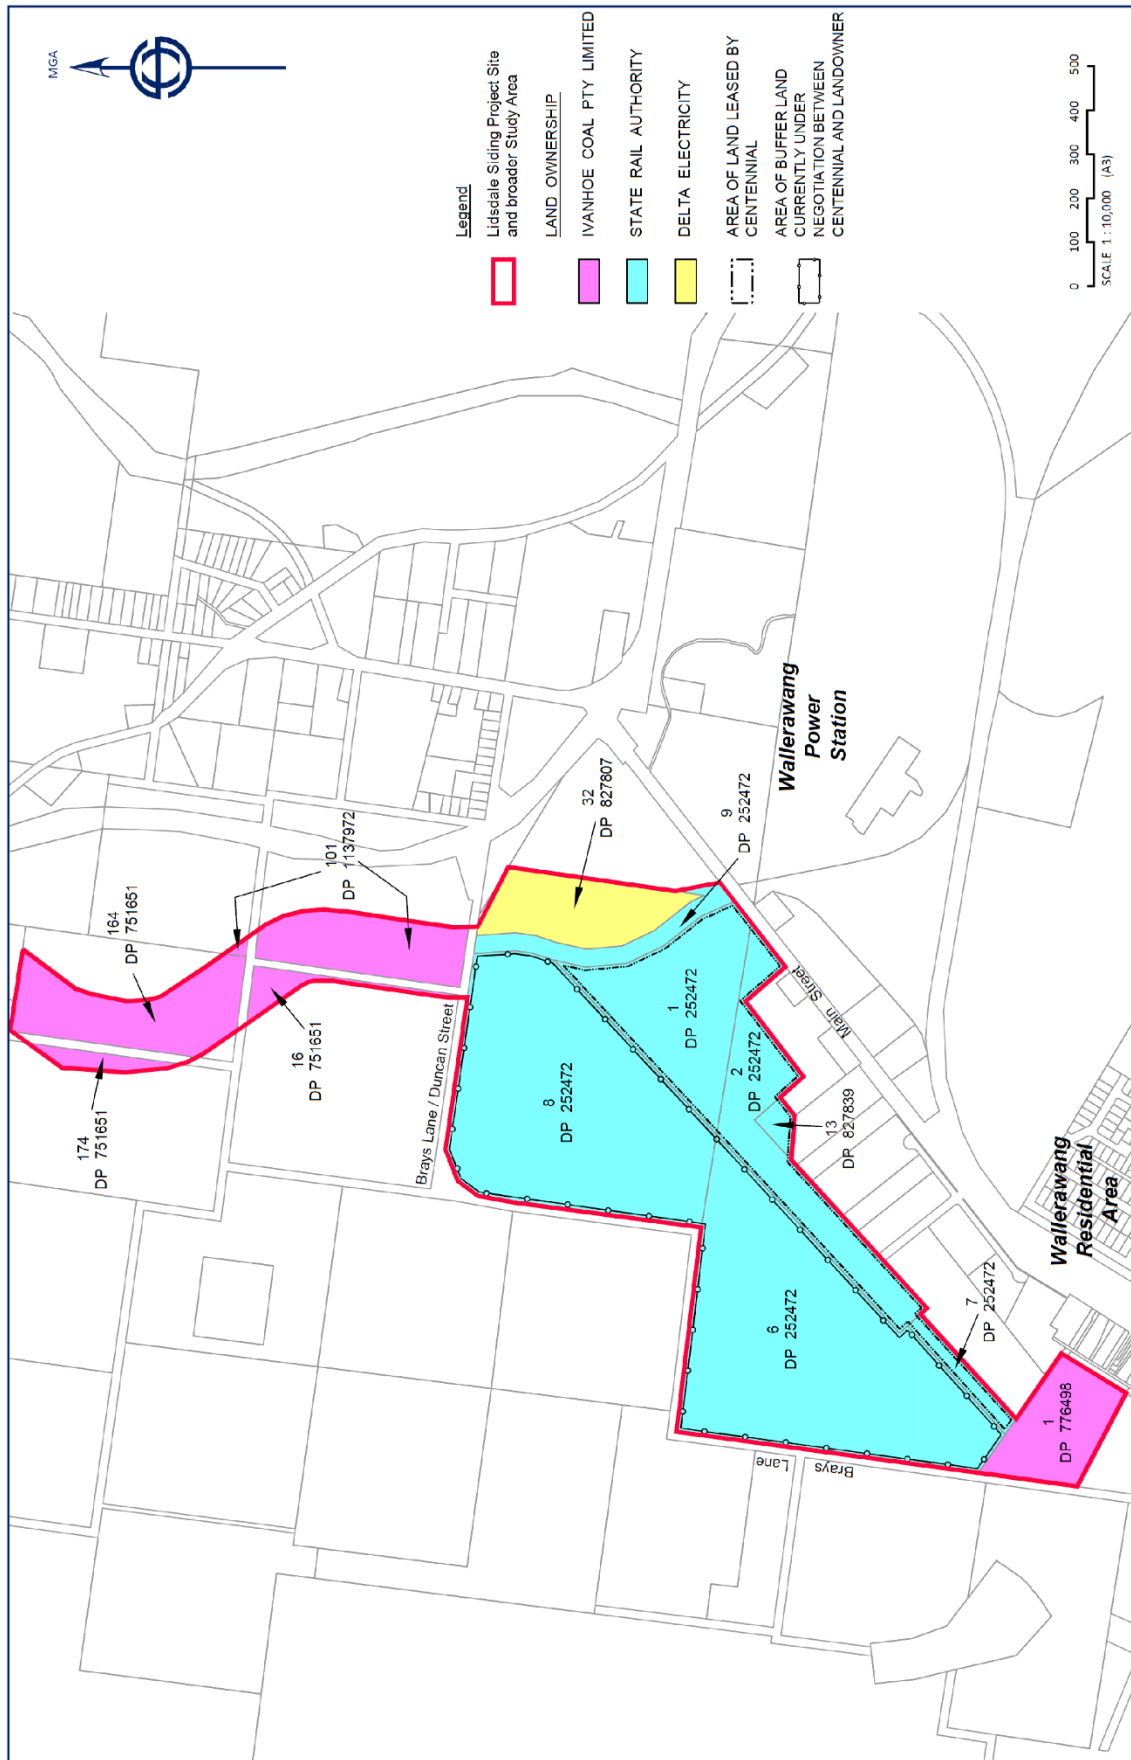 MGA
Legend
Lidsdale Siding Project Site
and broader Study Area
LAND OWNERSHIP
IVANHOE COAL PTY LIMITED
STATE RAIL AUTHORITY
DELTA ELECTRICITY
AREA OF LAND LEASED BY
CENTENNIAL
AREA OF BUFFER LAND
CURRENTLY UNDER
NEGOTIATION BETWEEN
CENTENNIAL AND LANDOWNER
0 100 200 300 400 500
SCALE 1 : 10,000 (A3)
174
DP 751651
164
DP 751651
101
DP 1137972
16
DP 751651
Brays Lane / Duncan Street
32
DP 827807
9
DP 252472
8
DP 252472
1
DP 252472
2
DP 252472
13
DP 827839
Main Street
Wallerawang
Power
Station
6
DP 252472
7
DP 252472
Brays
Lane
1
DP 776498
Wallerawang
Residential
Area